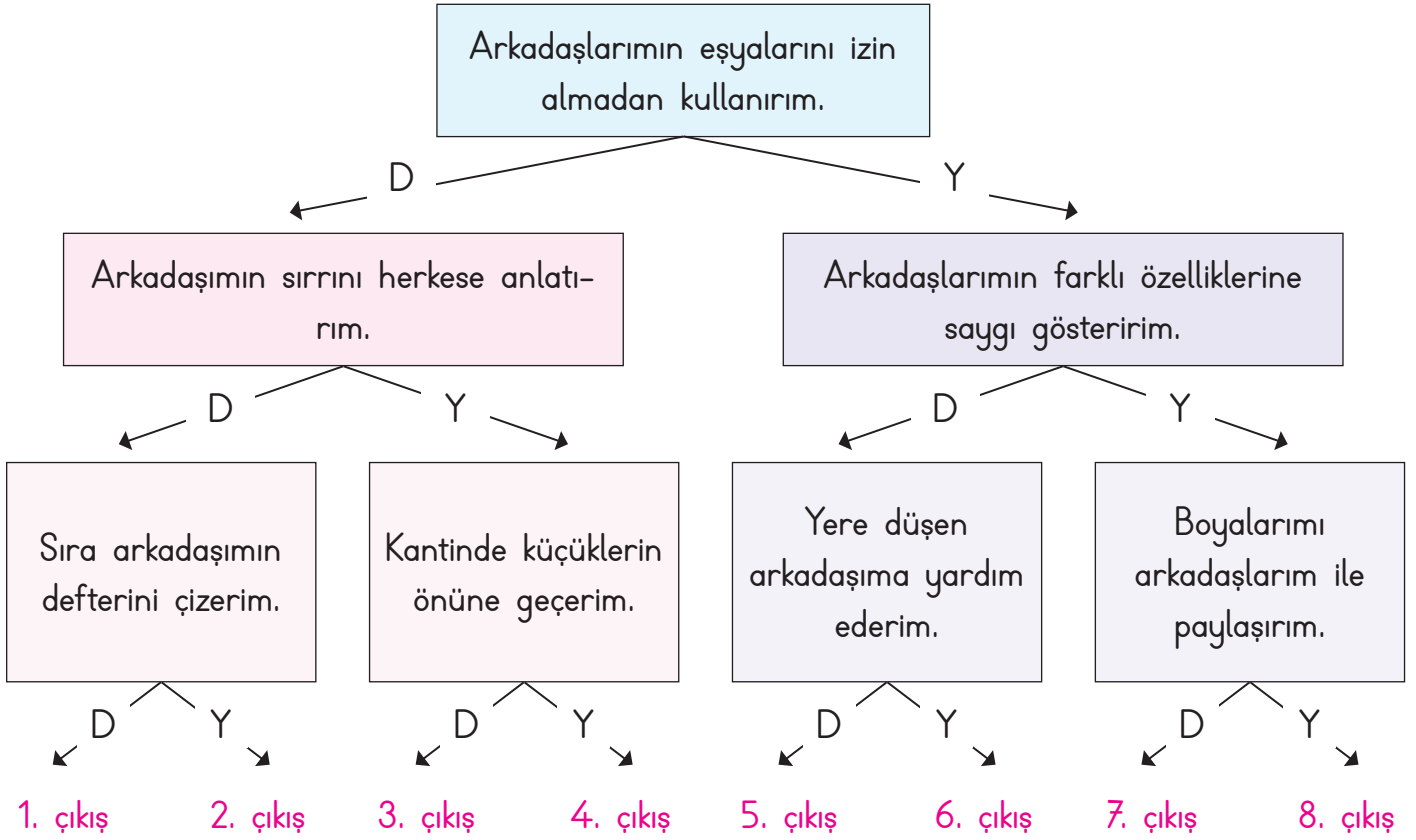 Arkadaşlarımın eşyalarını izin
almadan kullanırım.
D
Y
Arkadaşımın sırrını herkese anlatı-
rım.
Arkadaşlarımın farklı özelliklerine
saygı gösteririm.
D
Y
D
Y
Sıra arkadaşımın
defterini çizerim.
Kantinde küçüklerin
önüne geçerim.
Yere düşen
arkadaşıma yardım
ederim.
Boyalarımı
arkadaşlarım ile
paylaşırım.
D
Y
D
Y
D
Y
D
Y
1. çıkış
2. çıkış
3. çıkış
4. çıkış
5. çıkış
6. çıkış
7. çıkış
8. çıkış